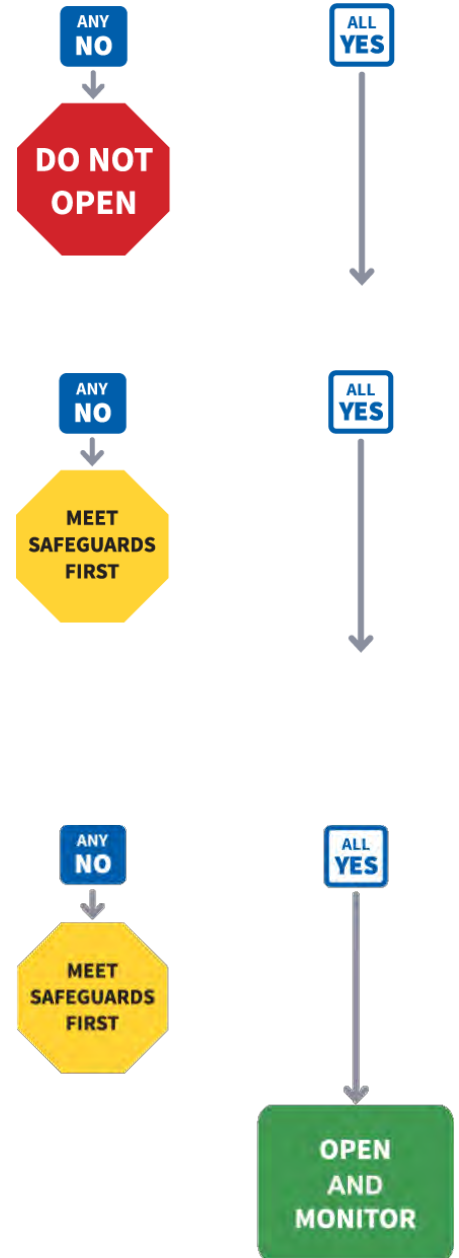 ANY
NO
ALL
YES
DO NOT
OPEN
ANY
NO
ALL
YES
MEET
SAFEGUARDS
FIRST
ANY
NO
ALL
YES
MEET
SAFEGUARDS
FIRST
OPEN
AND
MONITOR